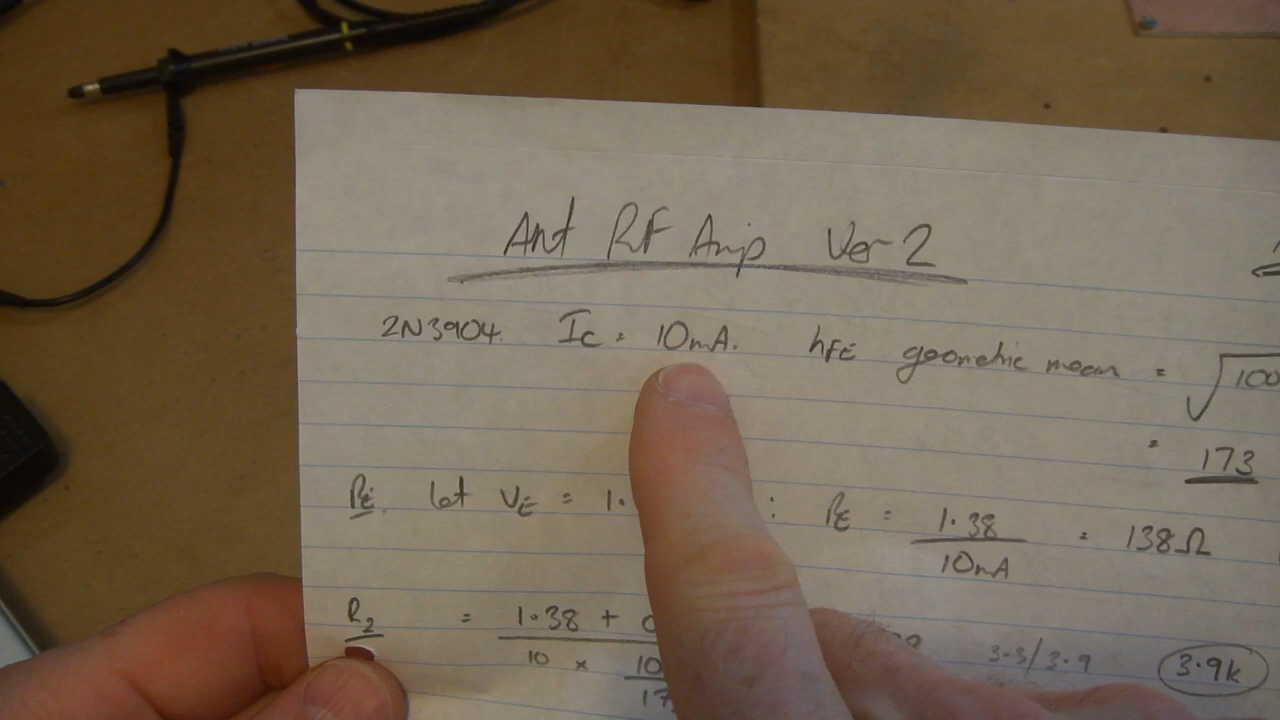 Ant RF Amp Ver 2
2N3904. Ic = 10mA. hFE geometric mean = √100
= 173
RE. let VE = 1. : RE = 1.38 / 10mA = 138Ω
R2 = 1.38 + 
10 x 10
17
3.3/3.9 3.9k